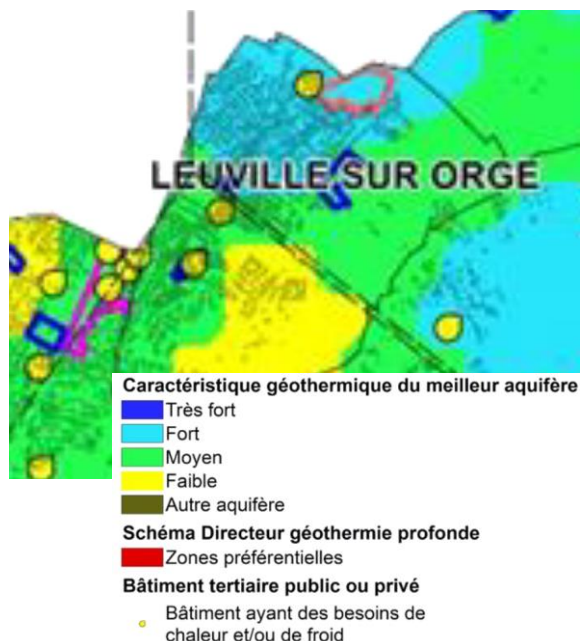 LEUVILLE SUR ORGE
Caractéristique géothermique du meilleur aquifère
Très fort
Fort
Moyen
Faible
Autre aquifère
Schéma Directeur géothermie profonde
Zones préférentielles
Bâtiment tertiaire public ou privé
Bâtiment ayant des besoins de
chaleur et/ou de froid